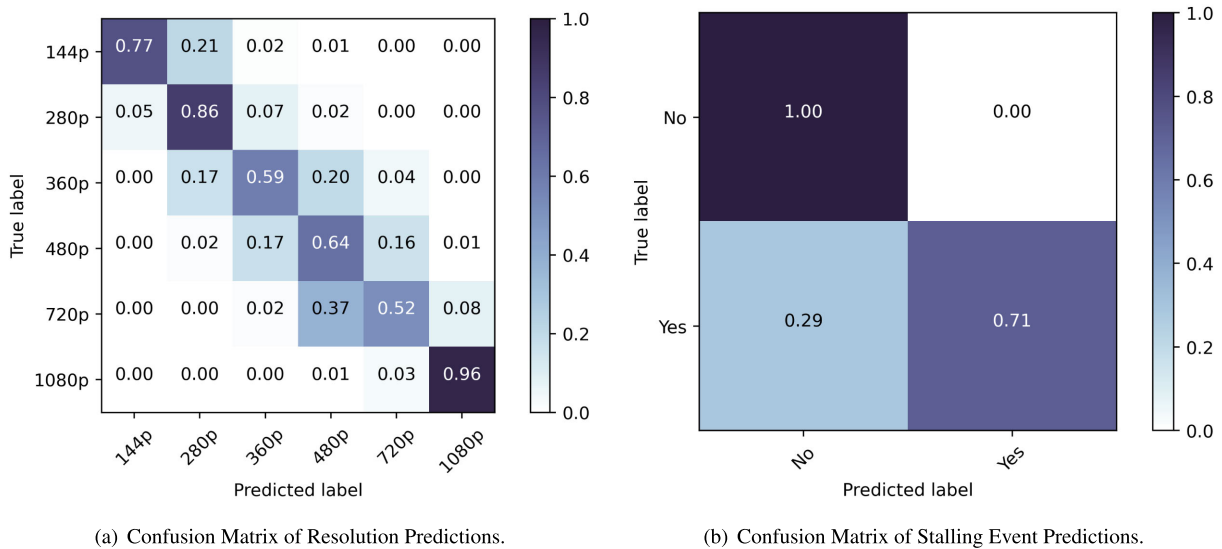 True label
144p 0.77 0.21 0.02 0.01 0.00 0.00
280p 0.05 0.86 0.07 0.02 0.00 0.00
360p 0.00 0.17 0.59 0.20 0.04 0.00
480p 0.00 0.02 0.17 0.64 0.16 0.01
720p 0.00 0.00 0.02 0.37 0.52 0.08
1080p 0.00 0.00 0.00 0.01 0.03 0.96
144p 280p 360p 480p 720p 1080p
Predicted label
1.0
0.8
0.6
0.4
0.2
0.0
(a) Confusion Matrix of Resolution Predictions.
True label
No 1.00 0.00
Yes 0.29 0.71
No Yes
Predicted label
1.0
0.8
0.6
0.4
0.2
0.0
(b) Confusion Matrix of Stalling Event Predictions.